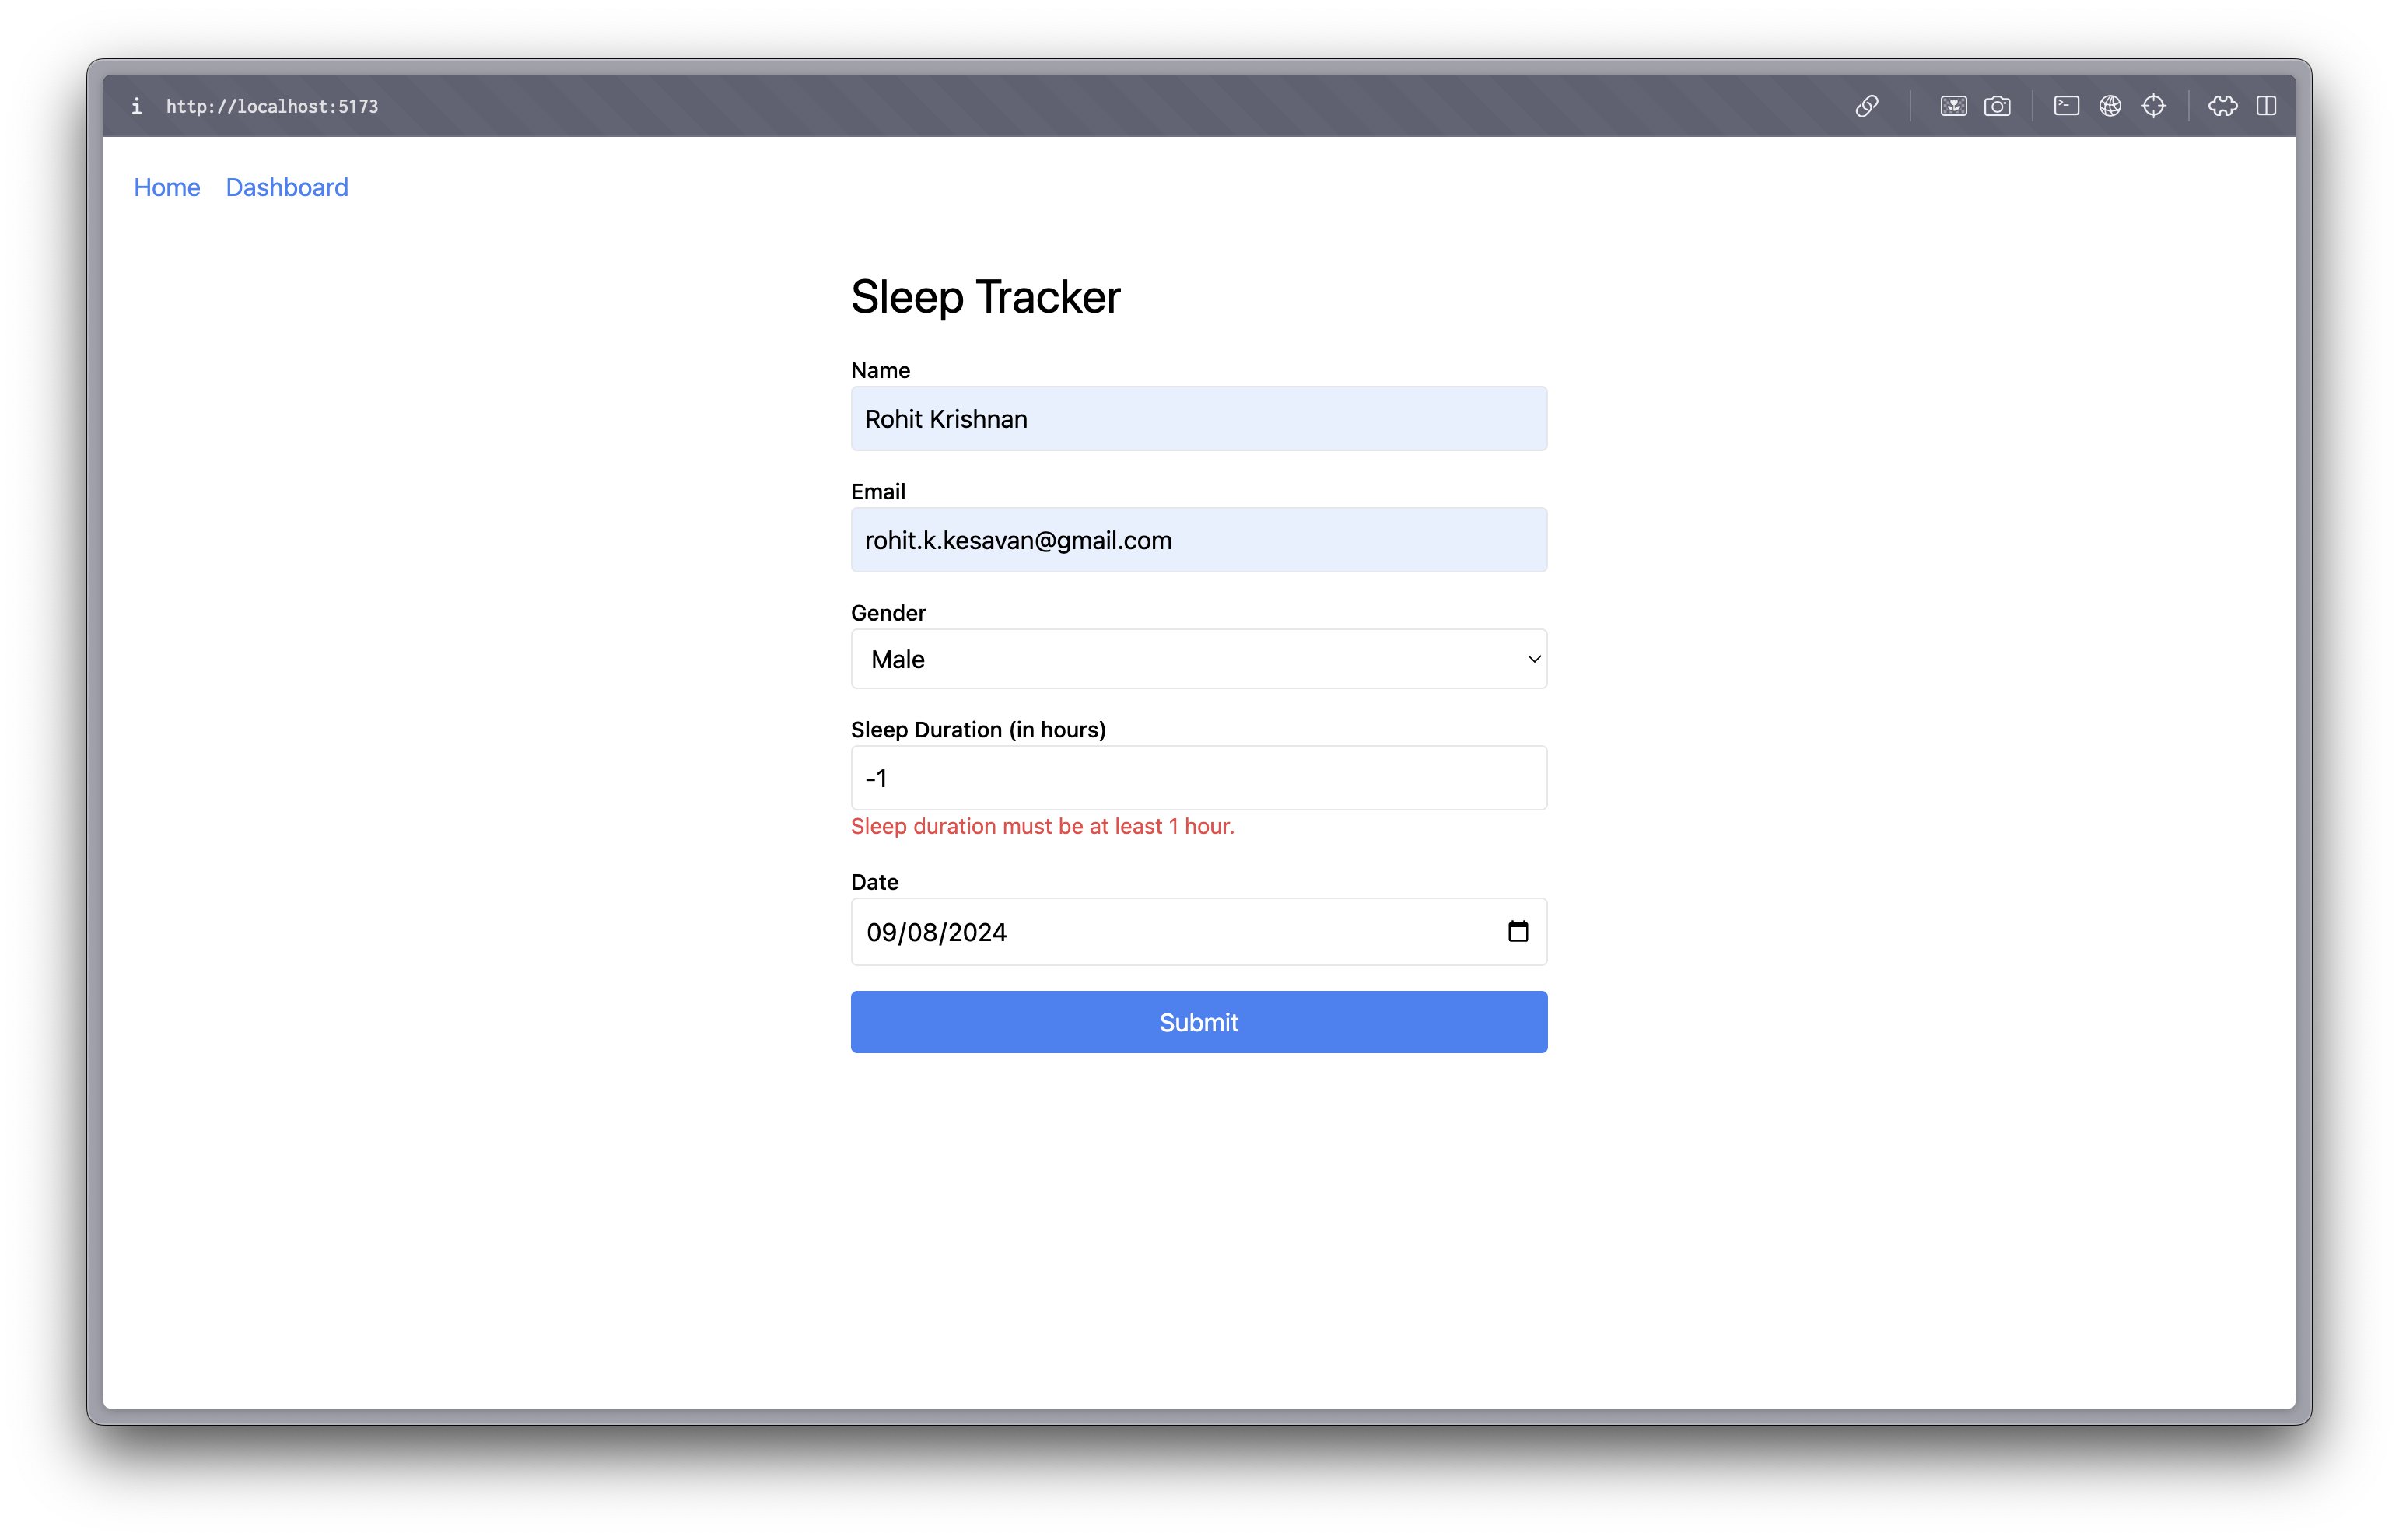 http://localhost:5173
Home Dashboard
Sleep Tracker
Name
Rohit Krishnan
Email
rohit.k.kesavan@gmail.com
Gender
Male
Sleep Duration (in hours)
-1
Sleep duration must be at least 1 hour.
Date
09/08/2024
Submit